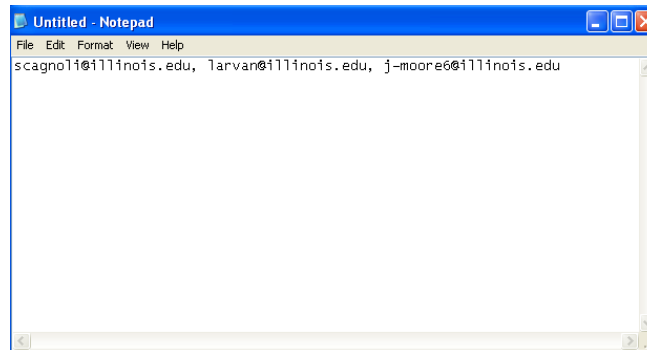 Untitled - Notepad
File Edit Format View Help
scagnoli@illinois.edu, larvan@illinois.edu, j-moore6@illinois.edu